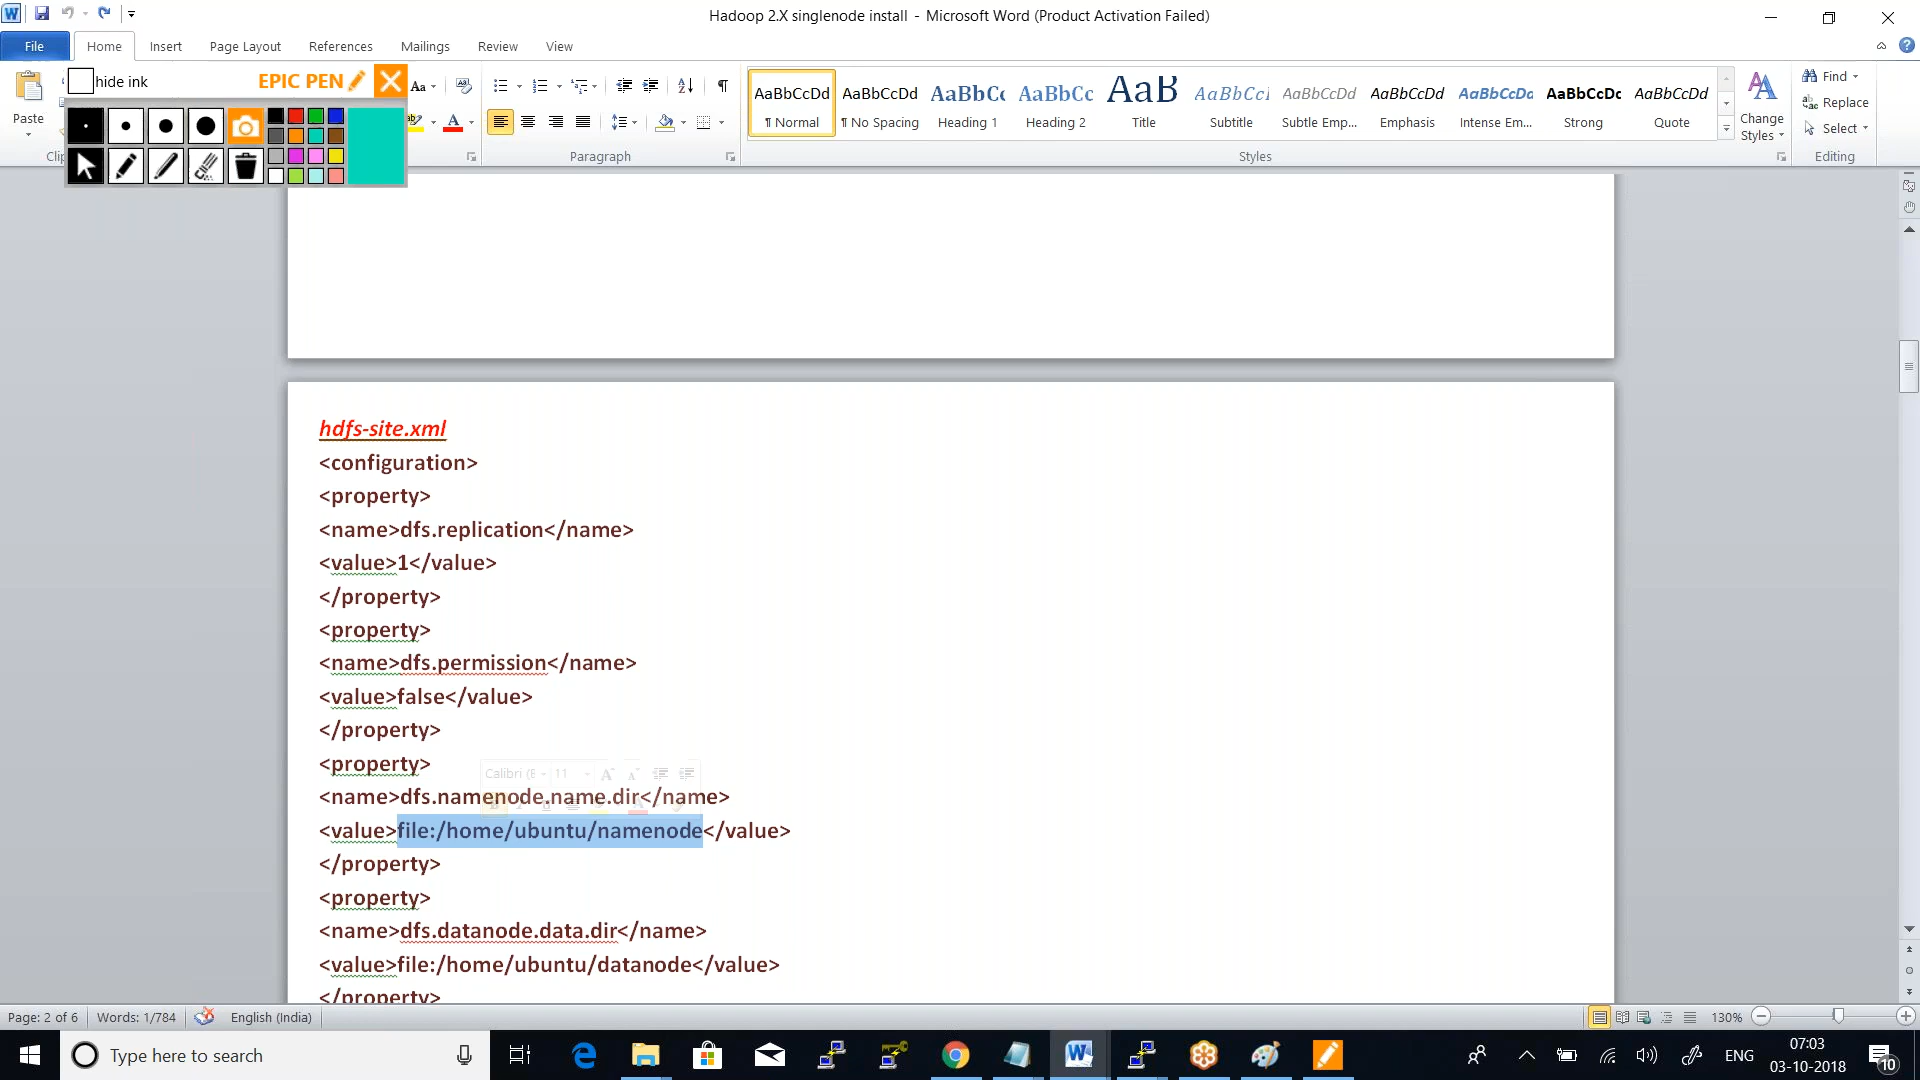 Hadoop 2.X singlenode install - Microsoft Word (Product Activation Failed)
File Home Insert Page Layout References Mailings Review View
hide ink EPIC PEN
Paste
Aa
AaBbCcDd AaBbCcDd AaBbCc AaBbCc AaB AaBbCcI AaBbCcDd AaBbCcDd AaBbCcDd AaBbCcDc AaBbCcDd
¶ Normal ¶ No Spacing Heading 1 Heading 2 Title Subtitle Subtle Emp... Emphasis Intense Em... Strong Quote
Change Styles
Find
Replace
Select
Paragraph Styles Editing
hdfs-site.xml
<configuration>
<property>
<name>dfs.replication</name>
<value>1</value>
</property>
<property>
<name>dfs.permission</name>
<value>false</value>
</property>
<property>
Calibri (E 11
<name>dfs.namenode.name.dir</name>
<value>file:/home/ubuntu/namenode</value>
</property>
<property>
<name>dfs.datanode.data.dir</name>
<value>file:/home/ubuntu/datanode</value>
</property>
Page: 2 of 6 Words: 1/784 English (India) 130%
Type here to search
ENG
07:03
03-10-2018
10